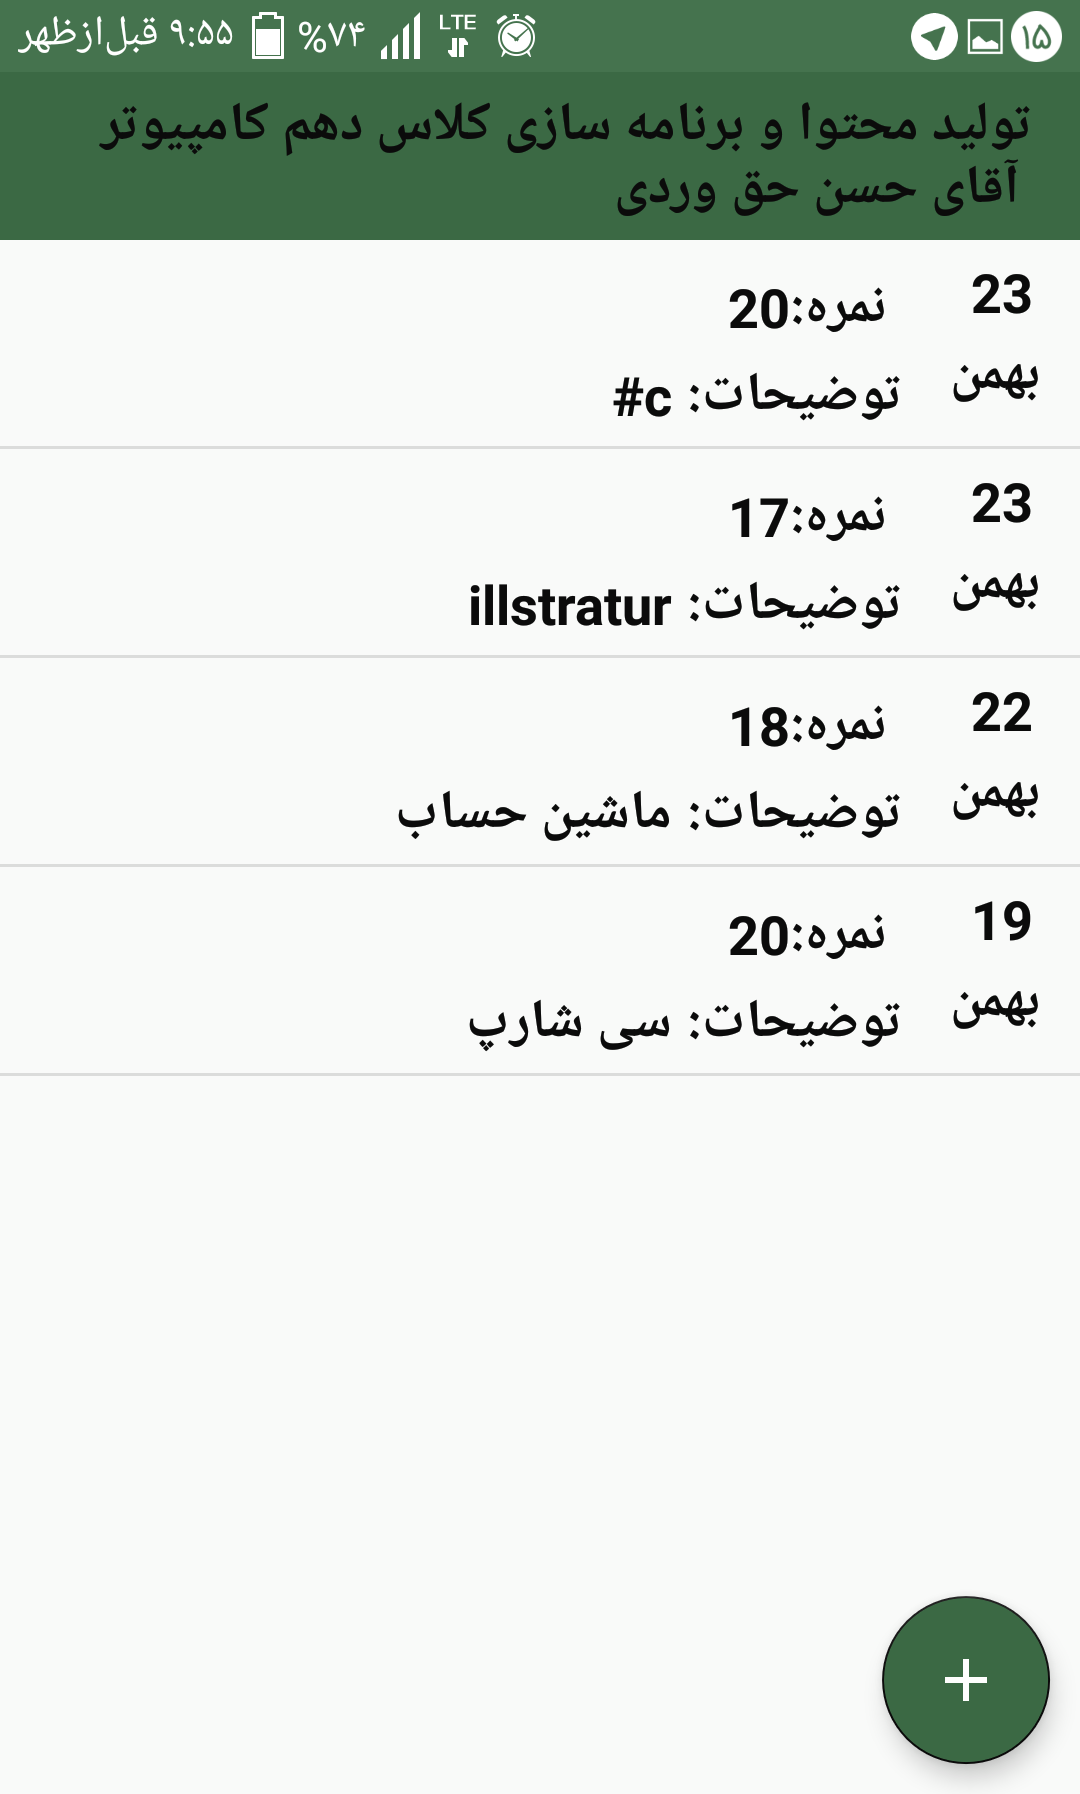 ۹:۵۵ قبل‌ازظهر %۷۴ LTE ۱۵
تولید محتوا و برنامه سازی کلاس دهم کامپیوتر
آقای حسن حق وردی
23 بهمن
نمره:20
توضیحات: c#
23 بهمن
نمره:17
توضیحات: illstratur
22 بهمن
نمره:18
توضیحات: ماشین حساب
19 بهمن
نمره:20
توضیحات: سی شارپ
+